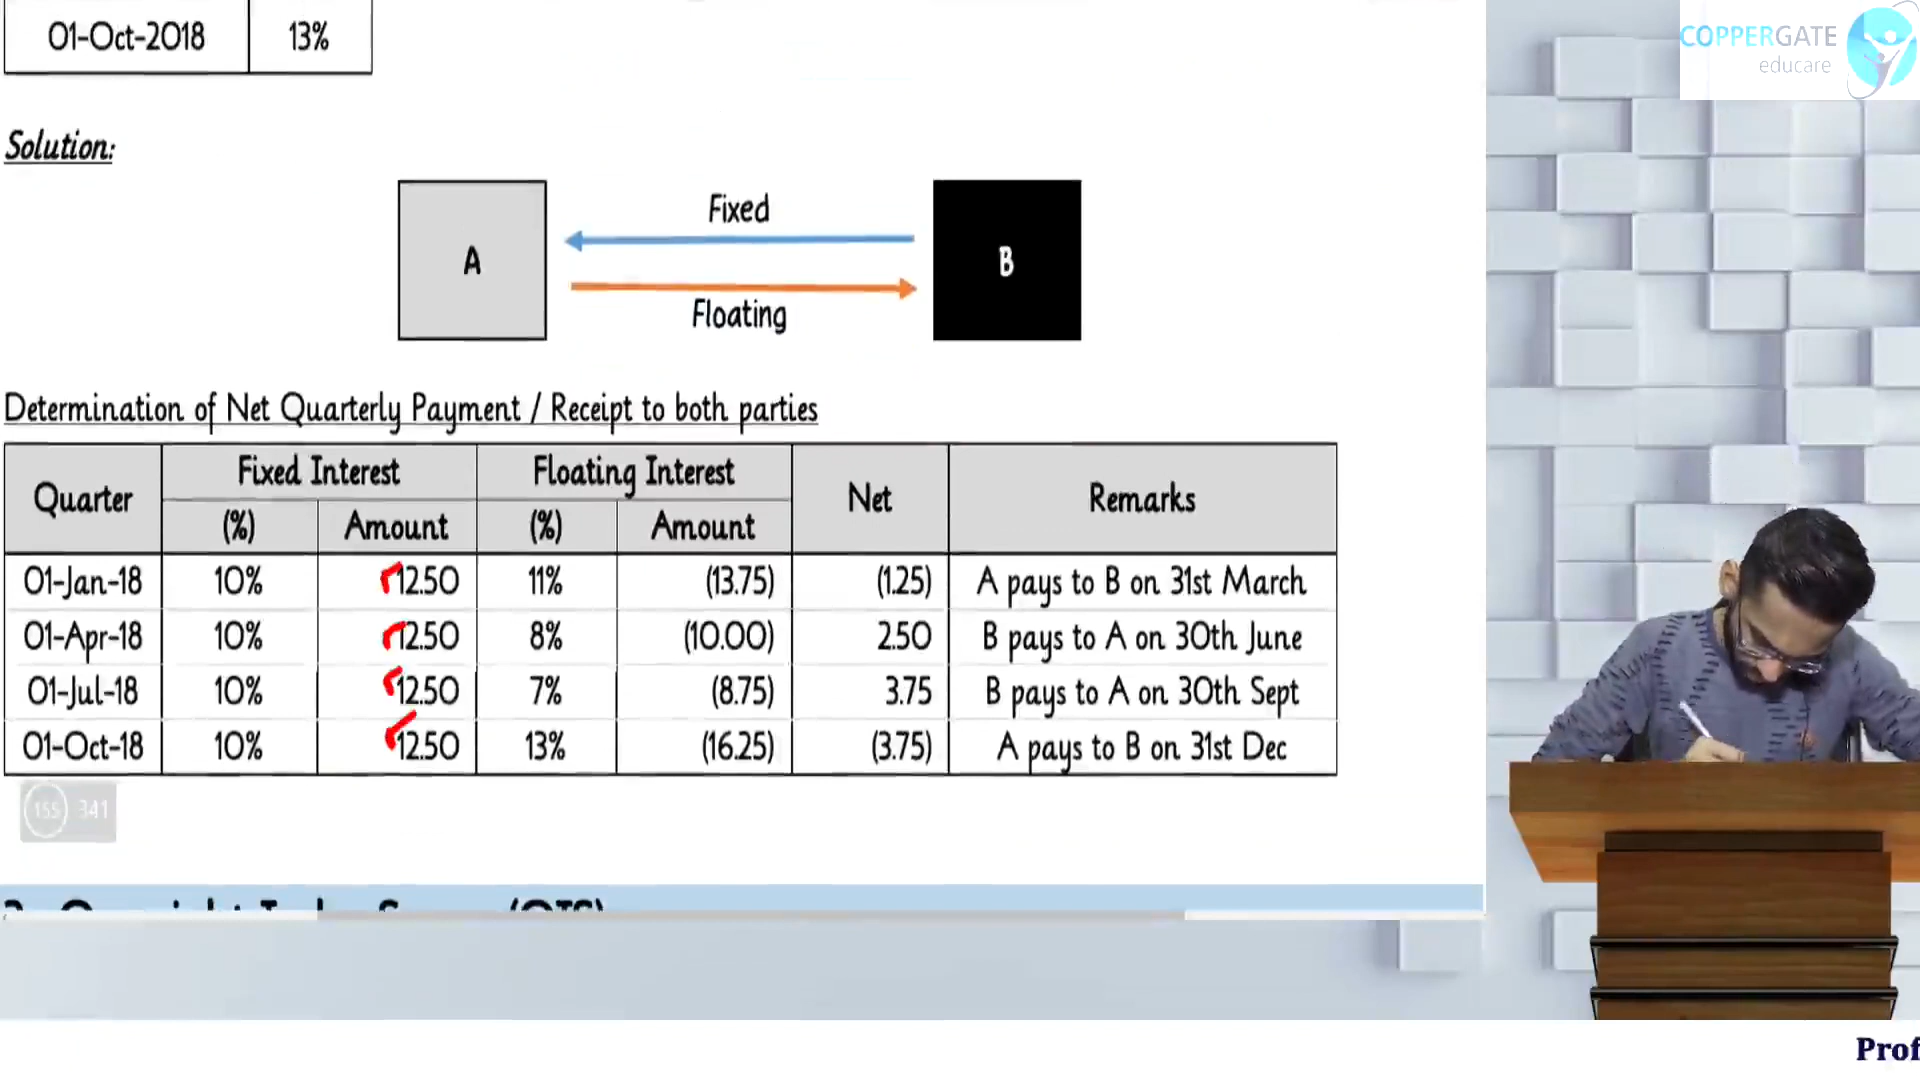 COPPERGATE
educare
01-Oct-2018 13%
Solution:
Fixed
A B
Floating
Determination of Net Quarterly Payment / Receipt to both parties
Quarter Fixed Interest Floating Interest Net Remarks
(%) Amount (%) Amount
01-Jan-18 10% 12.50 11% (13.75) (1.25) A pays to B on 31st March
01-Apr-18 10% 12.50 8% (10.00) 2.50 B pays to A on 30th June
01-Jul-18 10% 12.50 7% (8.75) 3.75 B pays to A on 30th Sept
01-Oct-18 10% 12.50 13% (16.25) (3.75) A pays to B on 31st Dec
155 341
Prof